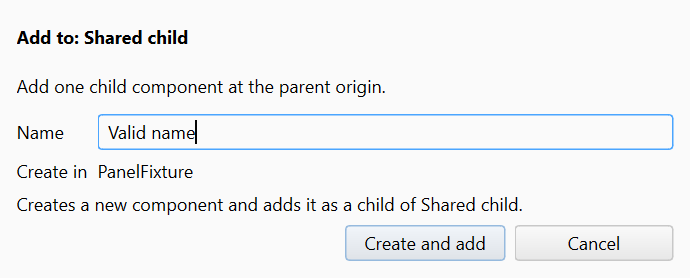 Add to: Shared child
Add one child component at the parent origin.
Name Valid name
Create in PanelFixture
Creates a new component and adds it as a child of Shared child.
Create and add Cancel